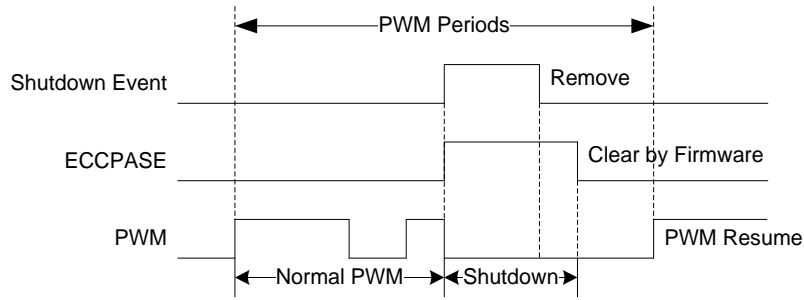 PWM Periods
Shutdown Event
Remove
ECCPASE
Clear by Firmware
PWM
PWM Resume
Normal PWM
Shutdown